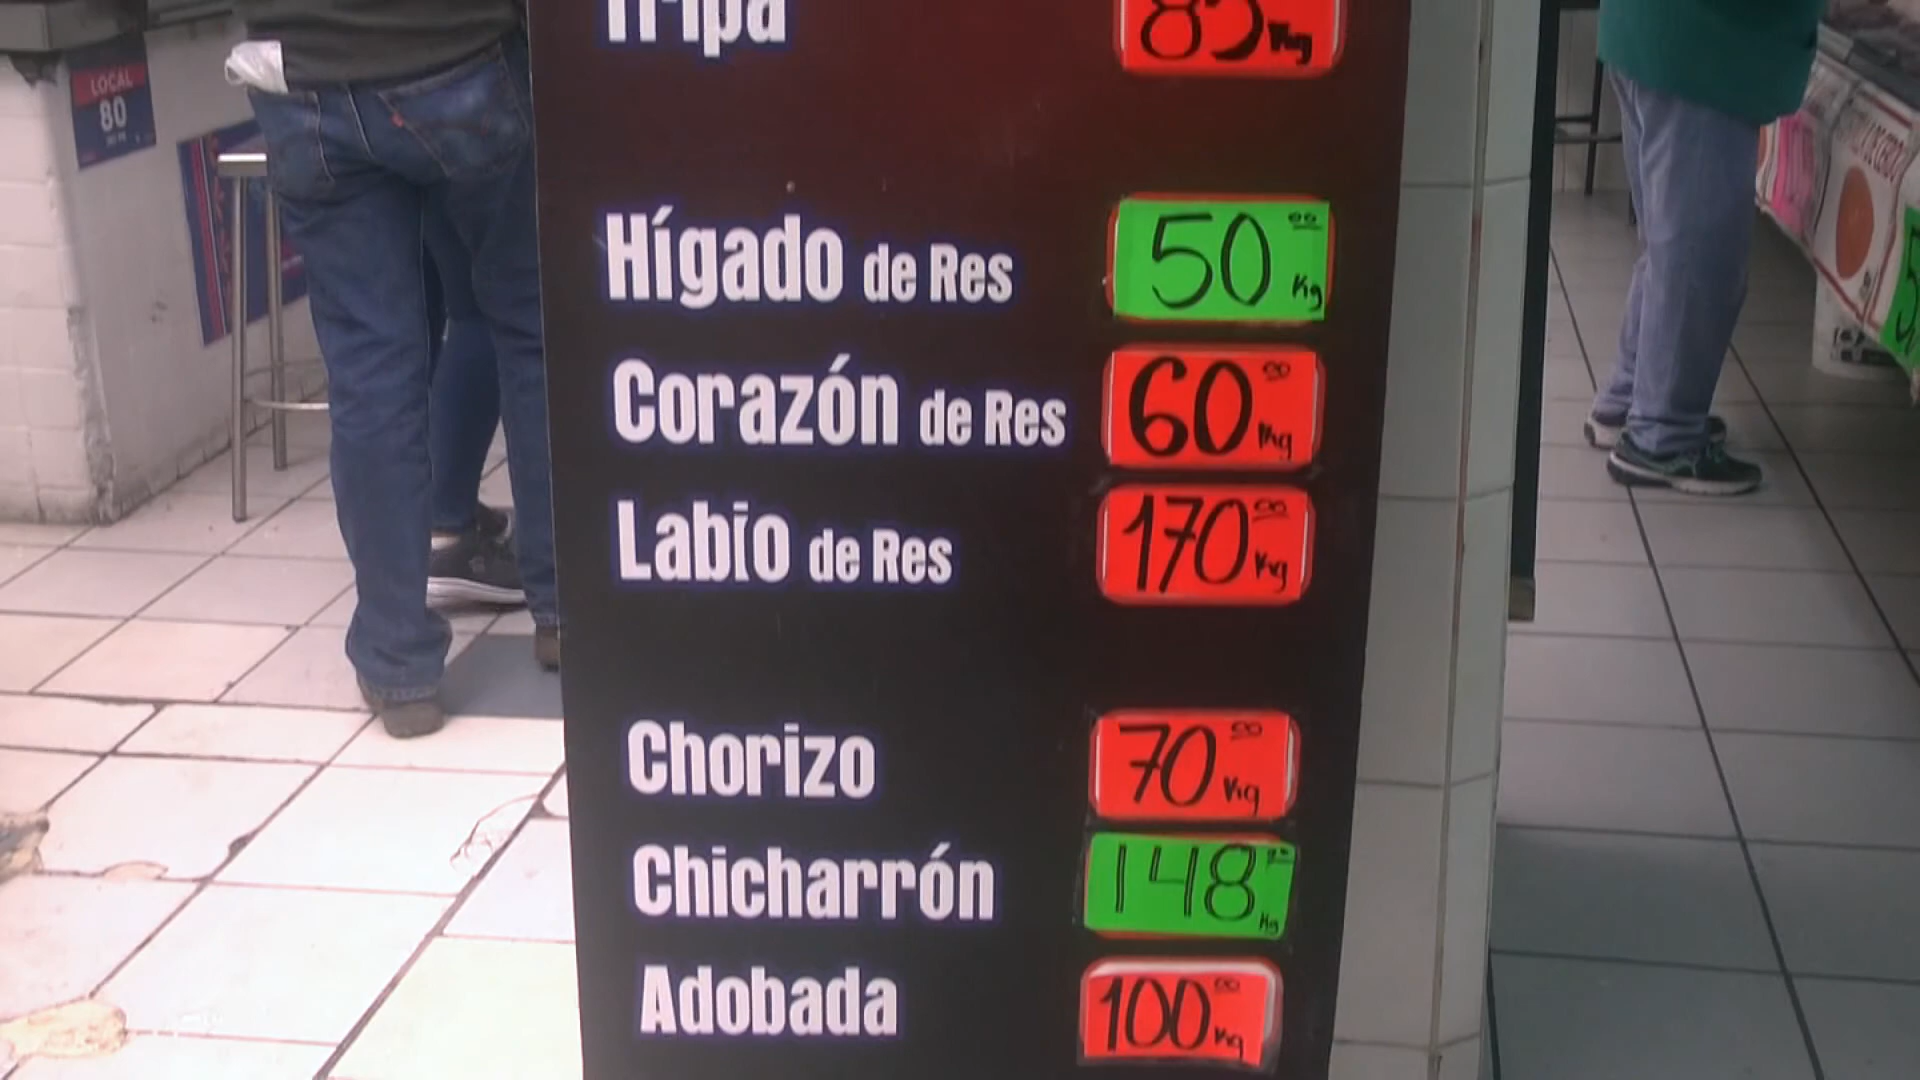 Tripa 85 Kg
Hígado de Res 50 00 Kg
Corazón de Res 60 00 Kg
Labio de Res 170 00 Kg
Chorizo 70 00 Kg
Chicharrón 148 Kg
Adobada 100 00 Kg
LOCAL
80